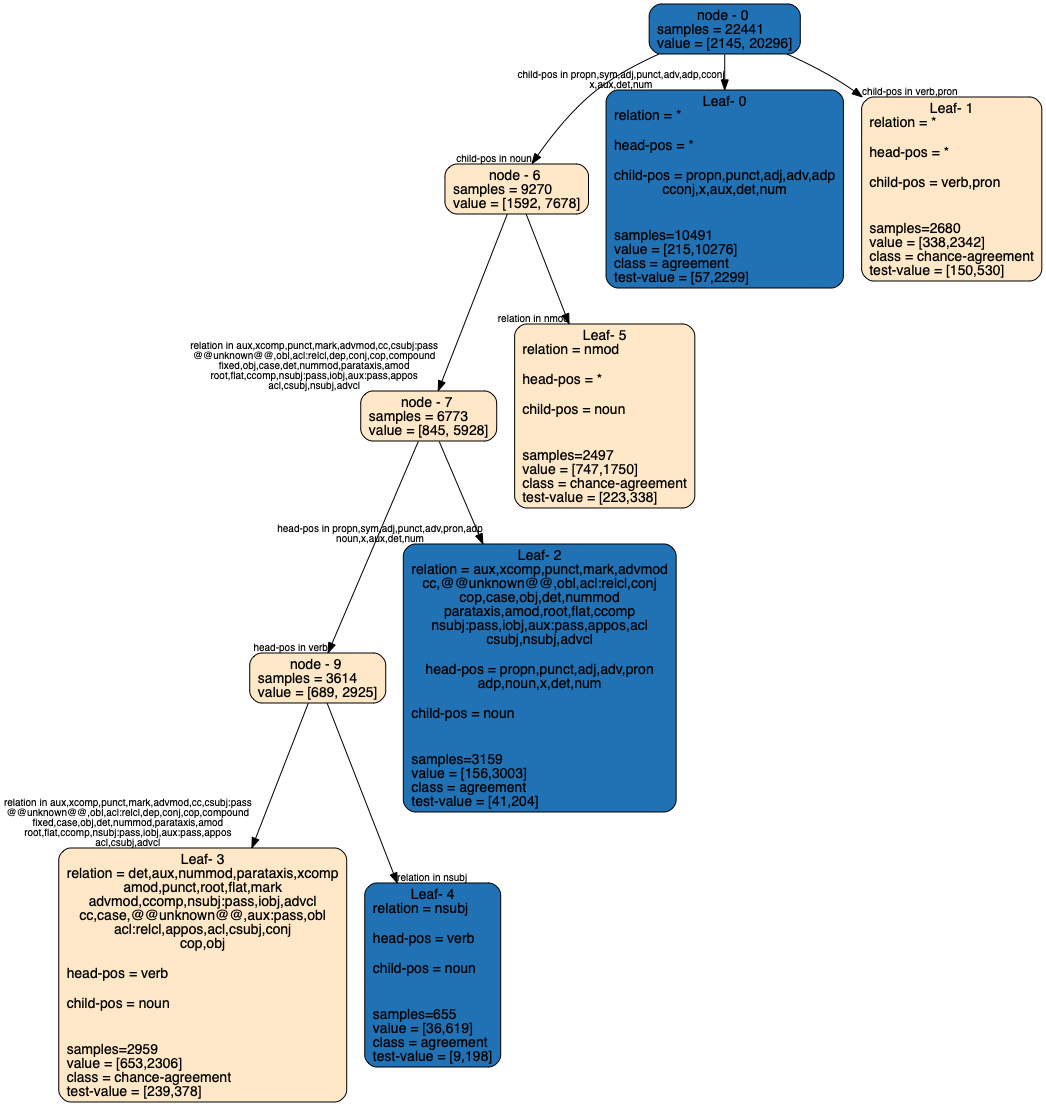 node - 0
samples = 22441
value = [2145, 20296]
child-pos in propn,sym,adj,punct,adv,adp,cconj
x,aux,det,num
child-pos in verb,pron
Leaf- 0
relation = *
head-pos = *
child-pos = propn,punct,adj,adv,adp
cconj,x,aux,det,num
samples=10491
value = [215,10276]
class = agreement
test-value = [57,2299]
Leaf- 1
relation = *
head-pos = *
child-pos = verb,pron
samples=2680
value = [338,2342]
class = chance-agreement
test-value = [150,530]
child-pos in noun
node - 6
samples = 9270
value = [1592, 7678]
relation in nmod
Leaf- 5
relation = nmod
head-pos = *
child-pos = noun
samples=2497
value = [747,1750]
class = chance-agreement
test-value = [223,338]
relation in aux,xcomp,punct,mark,advmod,cc,csubj:pass
@@unknown@@,obl,acl:relcl,dep,conj,cop,compound
fixed,obj,case,det,nummod,parataxis,amod
root,flat,ccomp,nsubj:pass,iobj,aux:pass,appos
acl,csubj,nsubj,advcl
node - 7
samples = 6773
value = [845, 5928]
head-pos in propn,sym,adj,punct,adv,pron,adp
noun,x,aux,det,num
Leaf- 2
relation = aux,xcomp,punct,mark,advmod
cc,@@unknown@@,obl,acl:relcl,conj
cop,case,obj,det,nummod
parataxis,amod,root,flat,ccomp
nsubj:pass,iobj,aux:pass,appos,acl
csubj,nsubj,advcl
head-pos = propn,punct,adj,adv,pron
adp,noun,x,det,num
child-pos = noun
samples=3159
value = [156,3003]
class = agreement
test-value = [41,204]
head-pos in verb
node - 9
samples = 3614
value = [689, 2925]
relation in aux,xcomp,punct,mark,advmod,cc,csubj:pass
@@unknown@@,obl,acl:relcl,dep,conj,cop,compound
fixed,case,obj,det,nummod,parataxis,amod
root,flat,ccomp,nsubj:pass,iobj,aux:pass,appos
acl,csubj,advcl
Leaf- 3
relation = det,aux,nummod,parataxis,xcomp
amod,punct,root,flat,mark
advmod,ccomp,nsubj:pass,iobj,advcl
cc,case,@@unknown@@,aux:pass,obl
acl:relcl,appos,acl,csubj,conj
cop,obj
head-pos = verb
child-pos = noun
samples=2959
value = [653,2306]
class = chance-agreement
test-value = [239,378]
relation in nsubj
Leaf- 4
relation = nsubj
head-pos = verb
child-pos = noun
samples=655
value = [36,619]
class = agreement
test-value = [9,198]